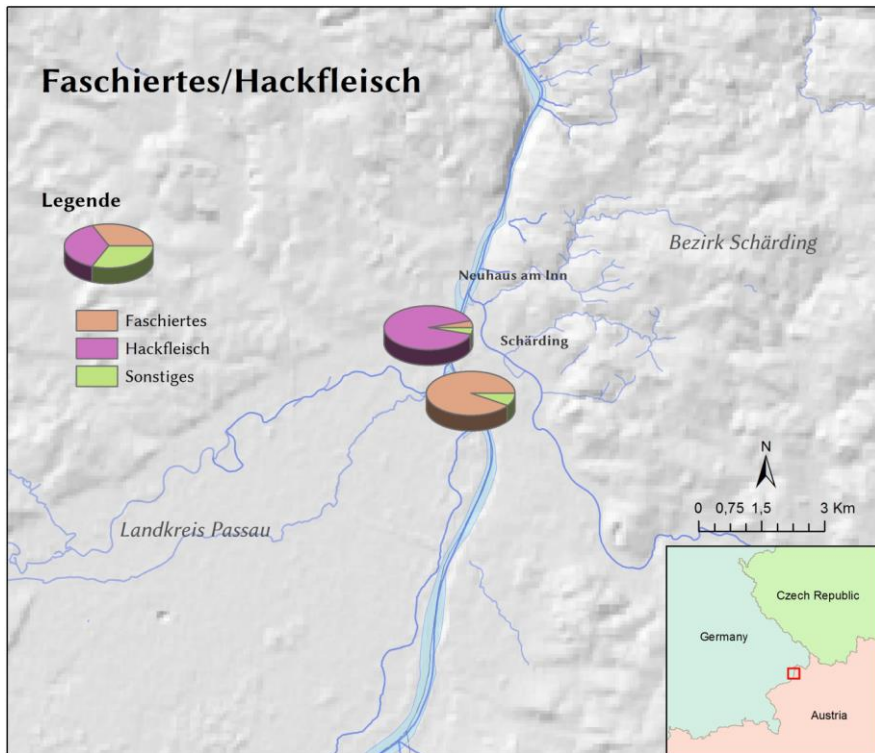 Faschiertes/Hackfleisch
Legende
Faschiertes
Hackfleisch
Sonstiges
Bezirk Schärding
Neuhaus am Inn
Schärding
Landkreis Passau
N
0 0,75 1,5 3 Km
Czech Republic
Germany
Austria